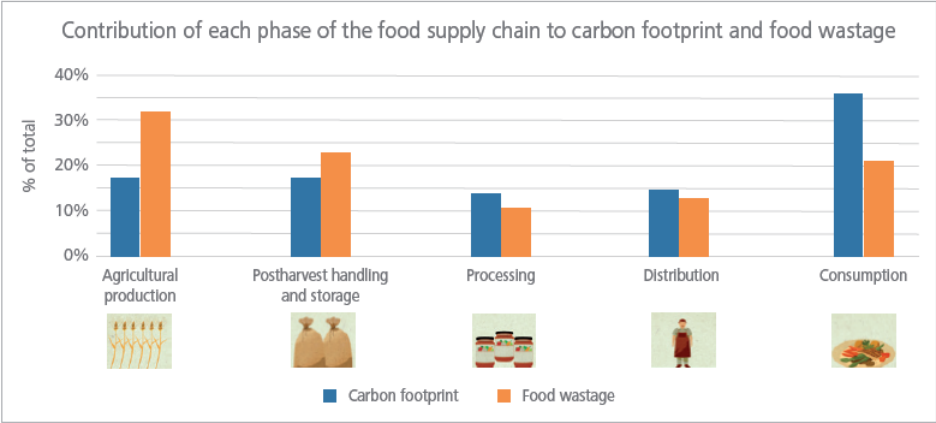 Contribution of each phase of the food supply chain to carbon footprint and food wastage
% of total
40%
30%
20%
10%
0%
Agricultural
production
Postharvest handling
and storage
Processing
Distribution
Consumption
Carbon footprint
Food wastage